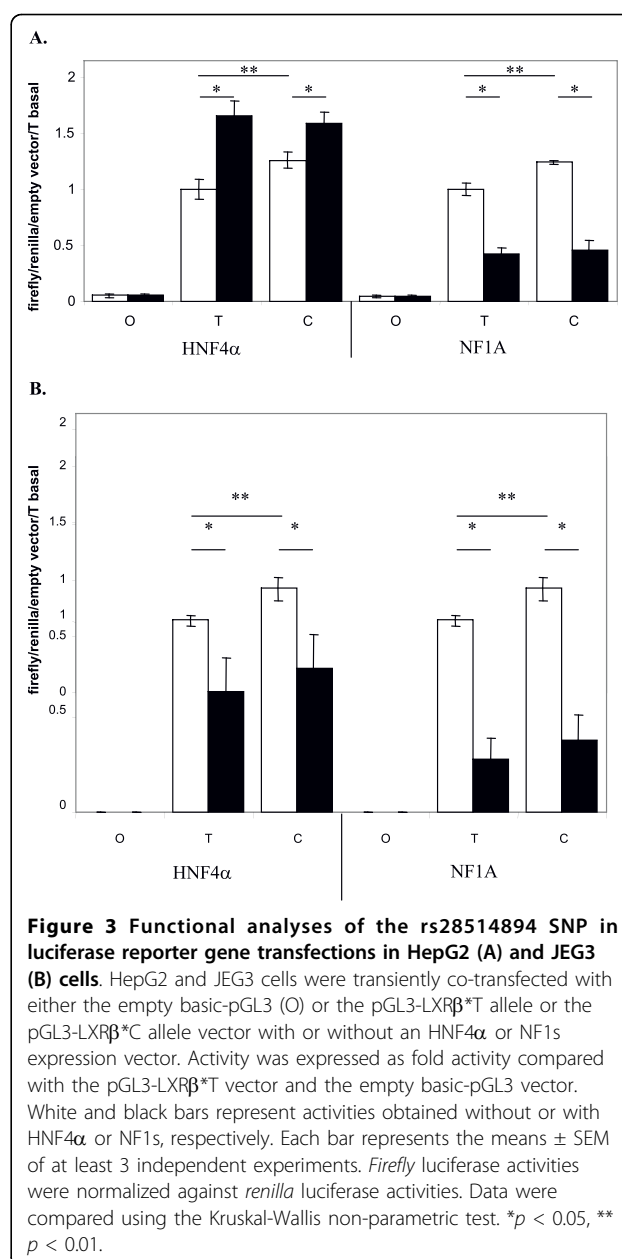 A.
firefly/renilla/empty vector/T basal
2
1.5
1
0.5
0
** **
* * * *
O T C O T C
HNF4α NF1A
B.
firefly/renilla/empty vector/T basal
2
2
1.5
1
1
0.5
0
0.5
0
** **
* * * *
O T C O T C
HNF4α NF1A
Figure 3 Functional analyses of the rs28514894 SNP in
luciferase reporter gene transfections in HepG2 (A) and JEG3
(B) cells. HepG2 and JEG3 cells were transiently co-transfected with
either the empty basic-pGL3 (O) or the pGL3-LXRβ*T allele or the
pGL3-LXRβ*C allele vector with or without an HNF4α or NF1s
expression vector. Activity was expressed as fold activity compared
with the pGL3-LXRβ*T vector and the empty basic-pGL3 vector.
White and black bars represent activities obtained without or with
HNF4α or NF1s, respectively. Each bar represents the means ± SEM
of at least 3 independent experiments. Firefly luciferase activities
were normalized against renilla luciferase activities. Data were
compared using the Kruskal-Wallis non-parametric test. *p < 0.05, **
p < 0.01.